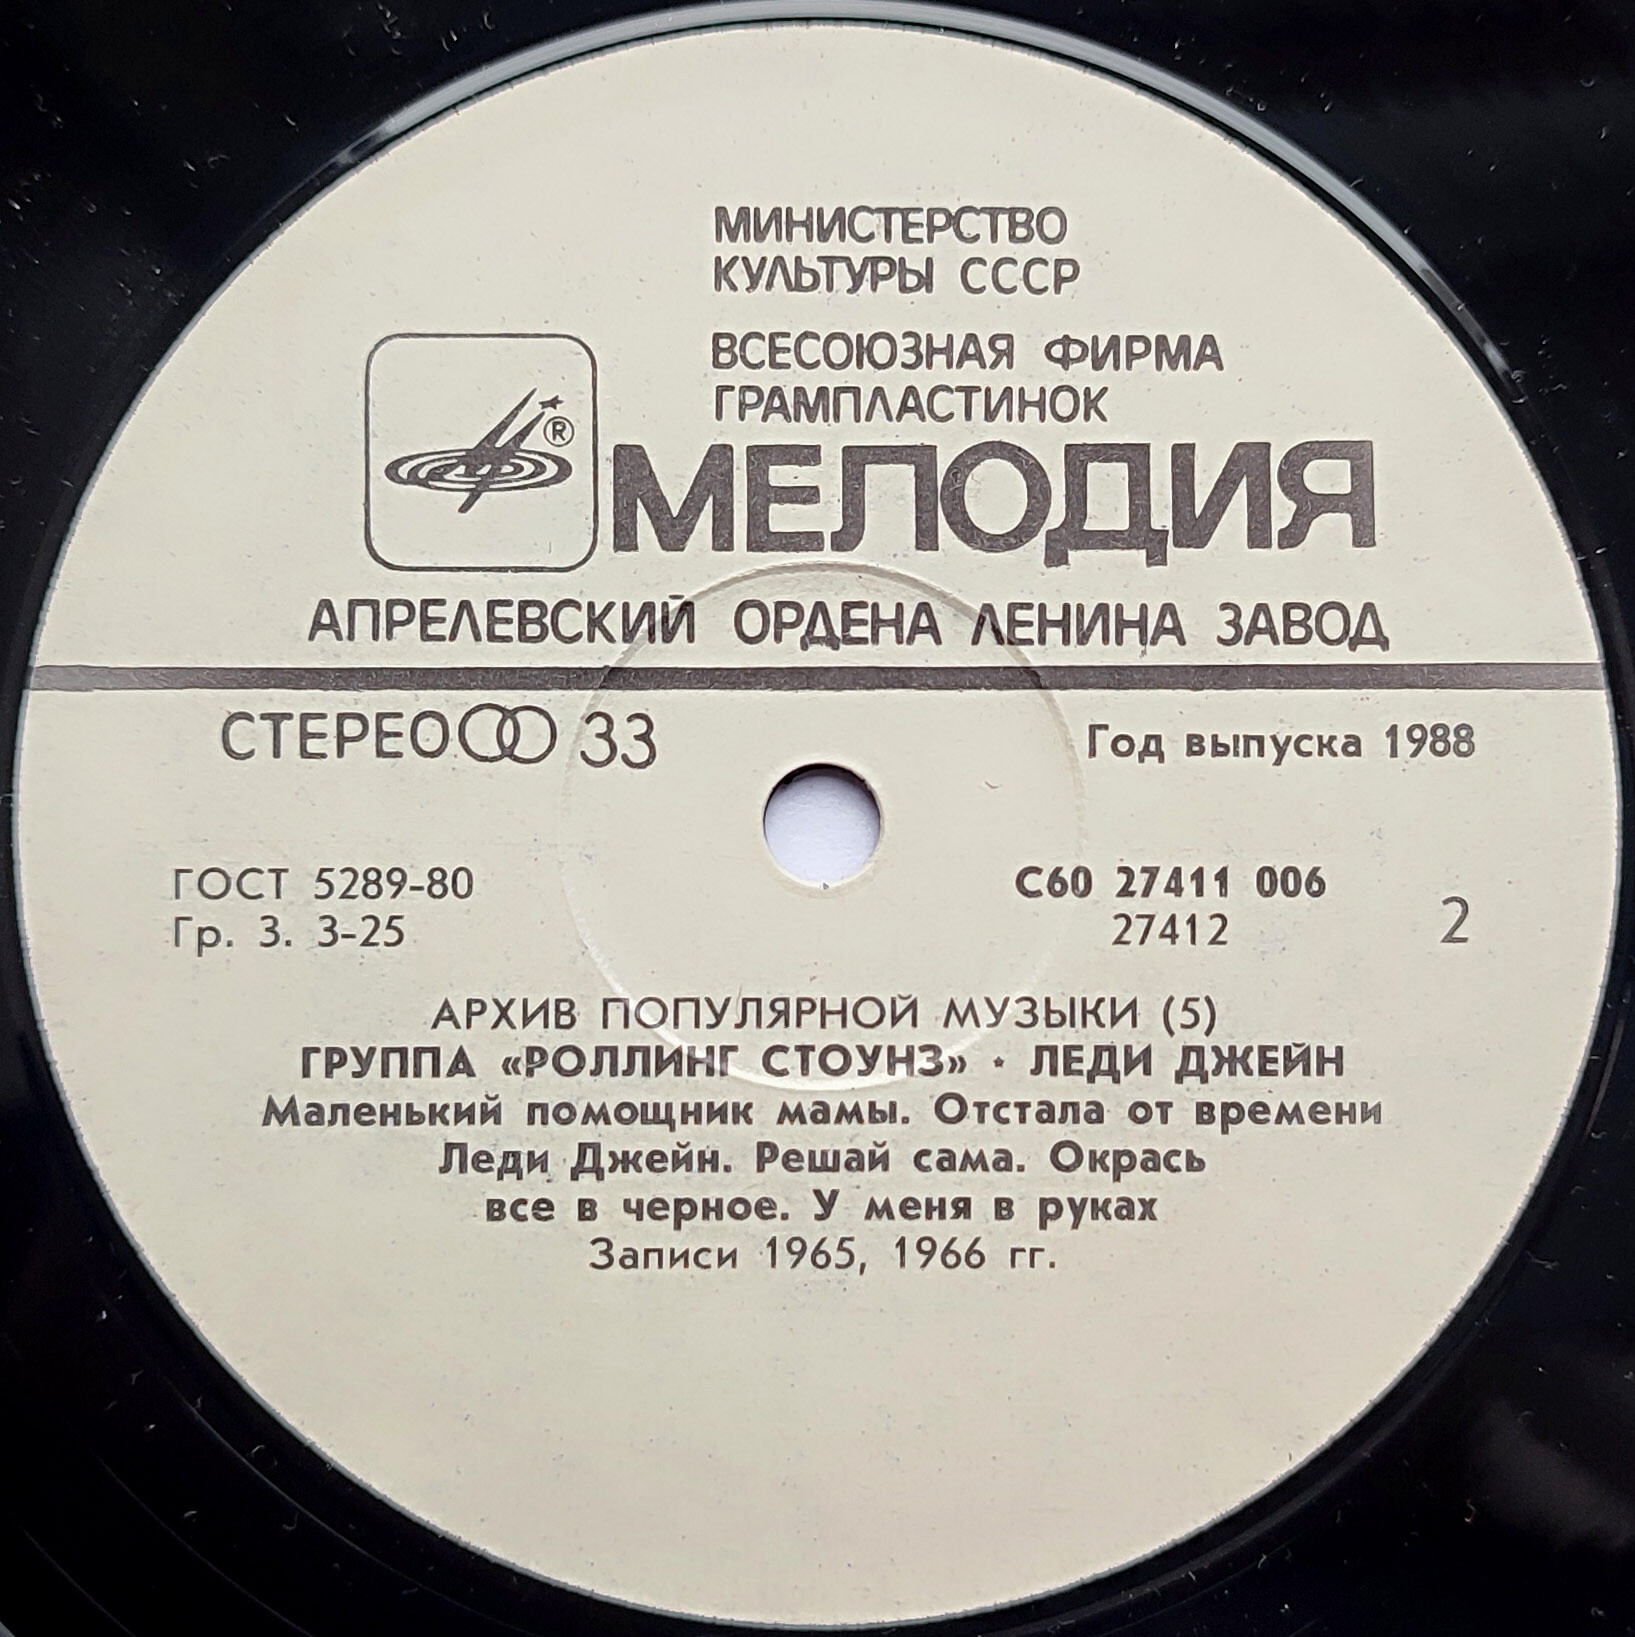 МИНИСТЕРСТВО
КУЛЬТУРЫ СССР
ВСЕСОЮЗНАЯ ФИРМА
ГРАМПЛАСТИНОК
®
МЕЛОДИЯ
АПРЕЛЕВСКИЙ ОРДЕНА ЛЕНИНА ЗАВОД
СТЕРЕО 33
Год выпуска 1988
ГОСТ 5289-80
Гр. 3. 3-25
С60 27411 006
27412
2
АРХИВ ПОПУЛЯРНОЙ МУЗЫКИ (5)
ГРУППА «РОЛЛИНГ СТОУНЗ» • ЛЕДИ ДЖЕЙН
Маленький помощник мамы. Отстала от времени
Леди Джейн. Решай сама. Окрась
все в черное. У меня в руках
Записи 1965, 1966 гг.